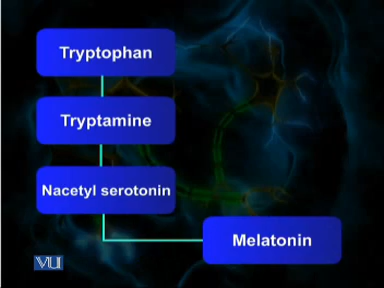 Tryptophan
Tryptamine
Nacetyl serotonin
Melatonin
VU